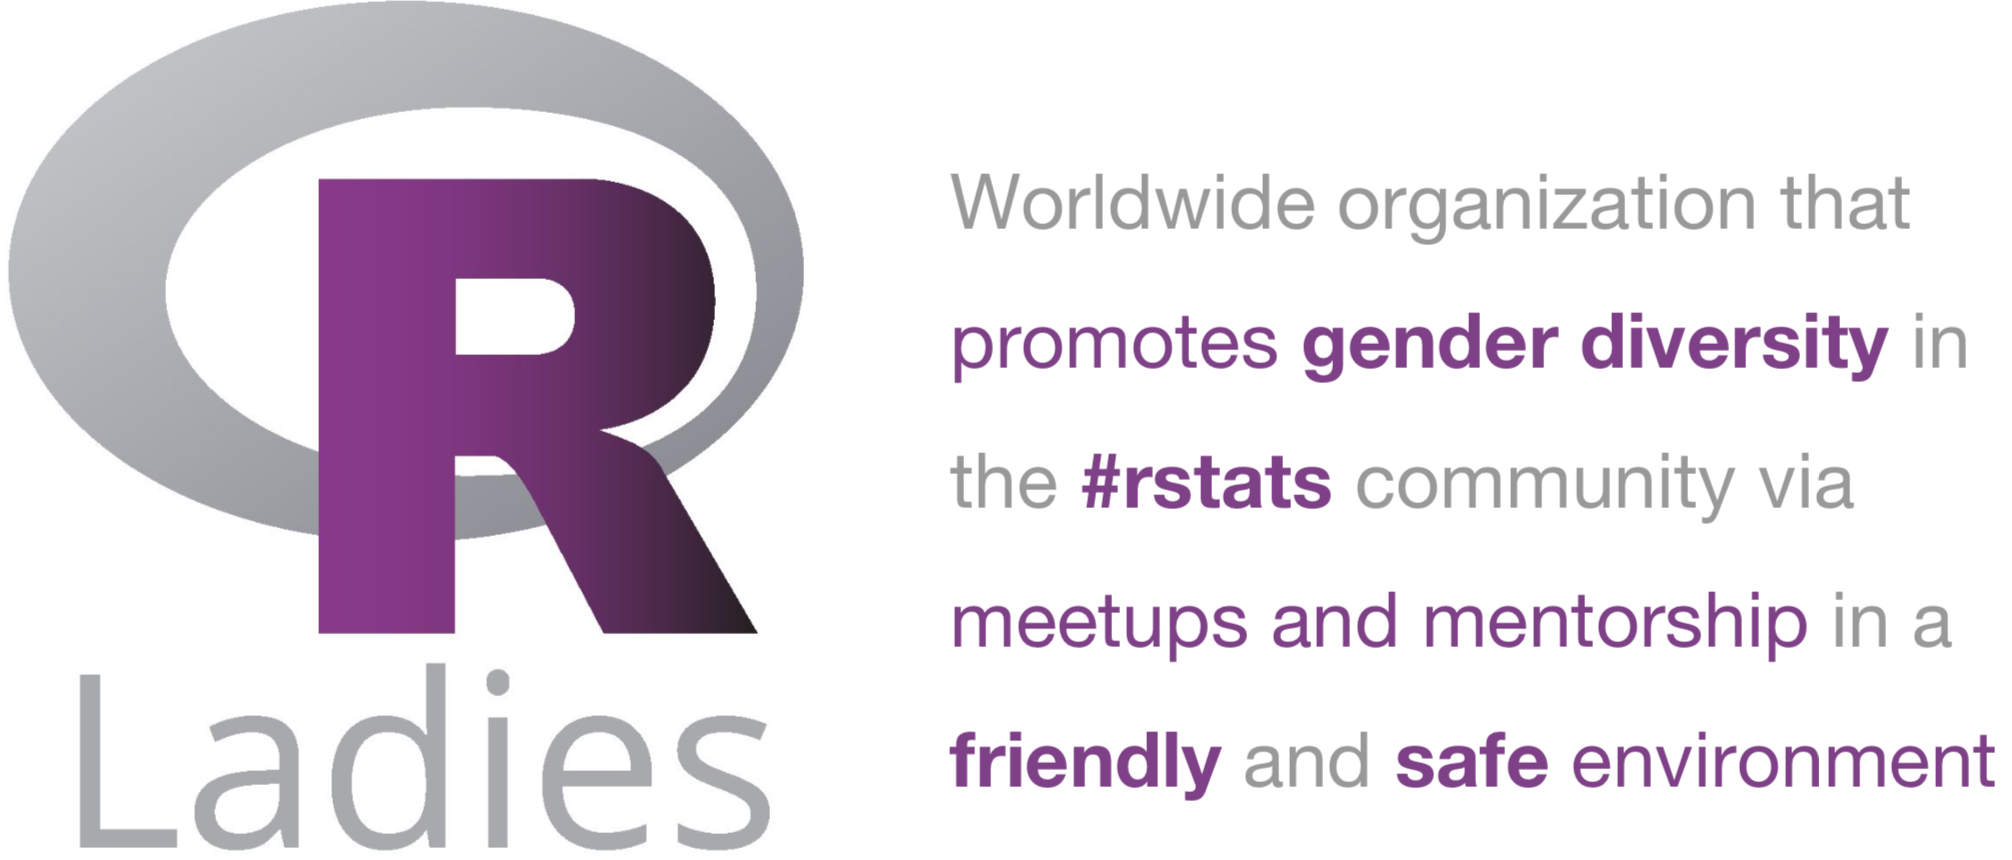 R
Ladies
Worldwide organization that
promotes gender diversity in
the #rstats community via
meetups and mentorship in a
friendly and safe environment